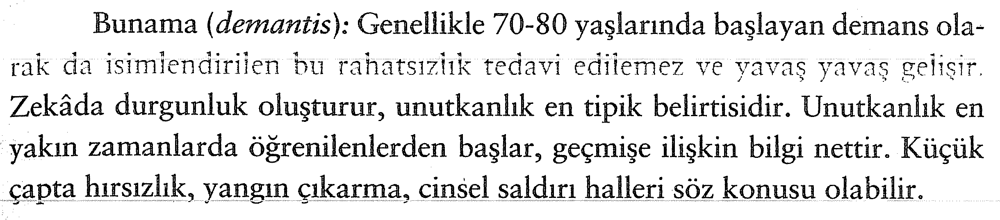 Bunama (demantis): Genellikle 70-80 yaşlarında başlayan demans ola-
rak da isimlendirilen bu rahatsızlık tedavi edilemez ve yavaş yavaş gelişir.
Zekâda durgunluk oluşturur, unutkanlık en tipik belirtisidir. Unutkanlık en
yakın zamanlarda öğrenilenlerden başlar, geçmişe ilişkin bilgi nettir. Küçük
çapta hırsızlık, yangın çıkarma, cinsel saldırı halleri söz konusu olabilir.